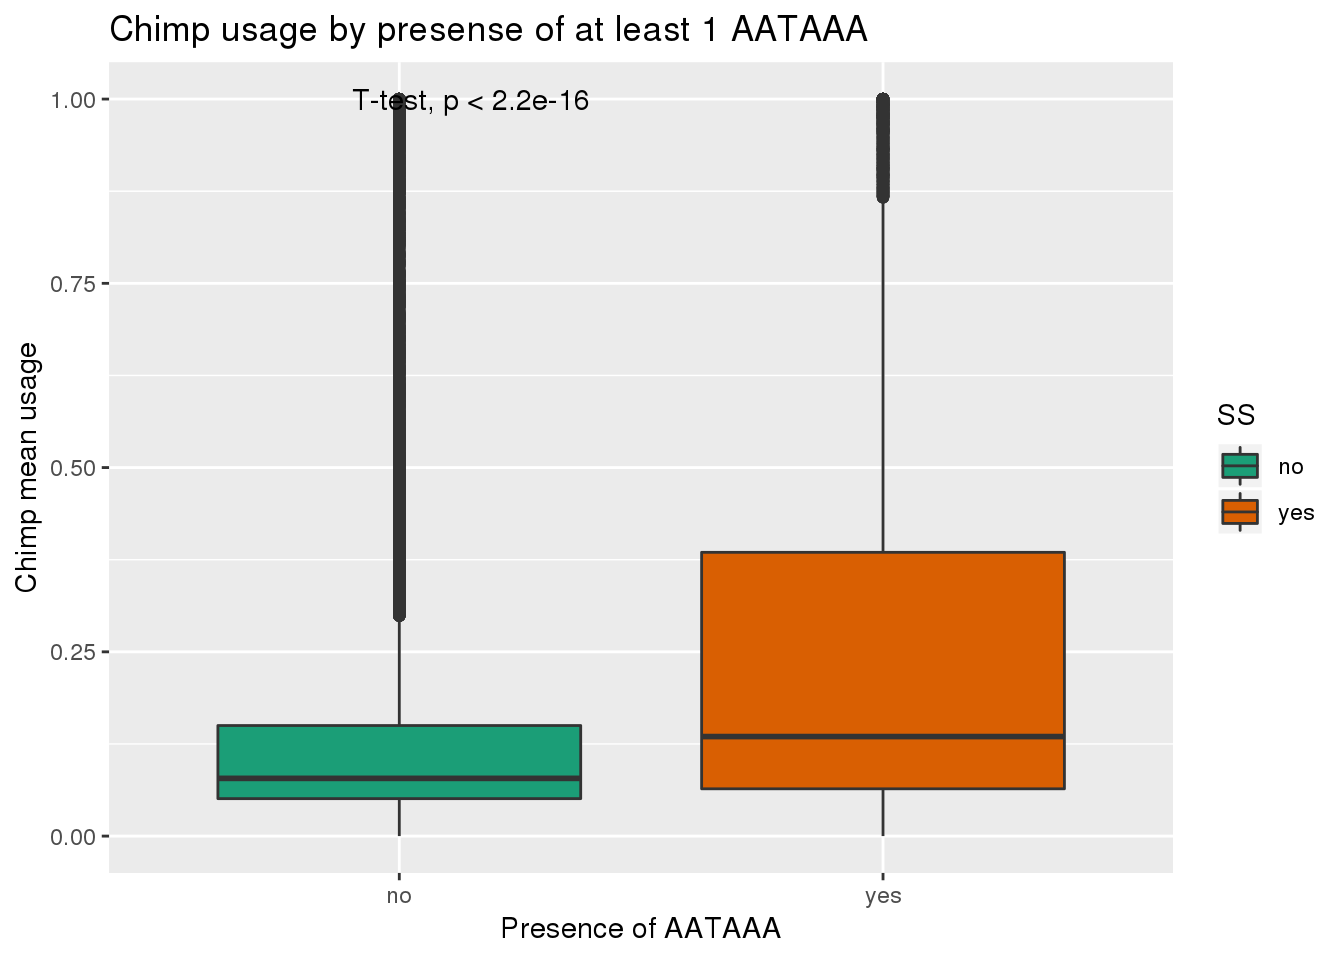 Chimp usage by presense of at least 1 AATAAA
T-test, p < 2.2e-16
1.00
0.75
0.50
0.25
0.00
Chimp mean usage
no
yes
Presence of AATAAA
SS
no
yes